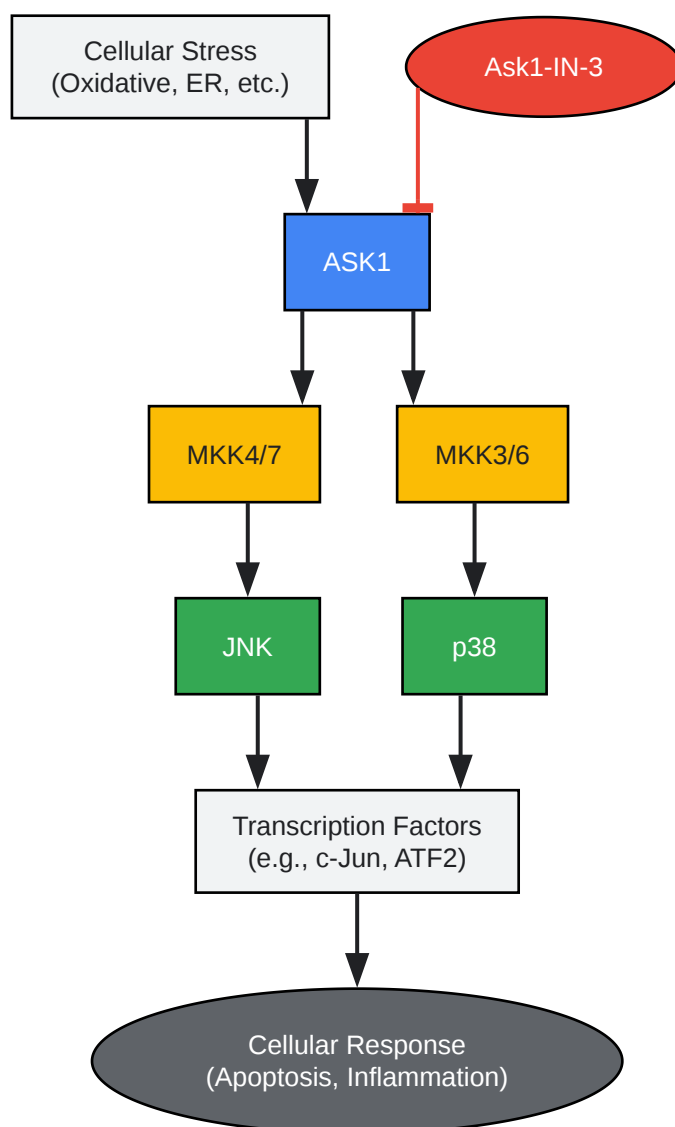 Cellular Stress
(Oxidative, ER, etc.)
Ask1-IN-3
ASK1
MKK4/7
MKK3/6
JNK
p38
Transcription Factors
(e.g., c-Jun, ATF2)
Cellular Response
(Apoptosis, Inflammation)